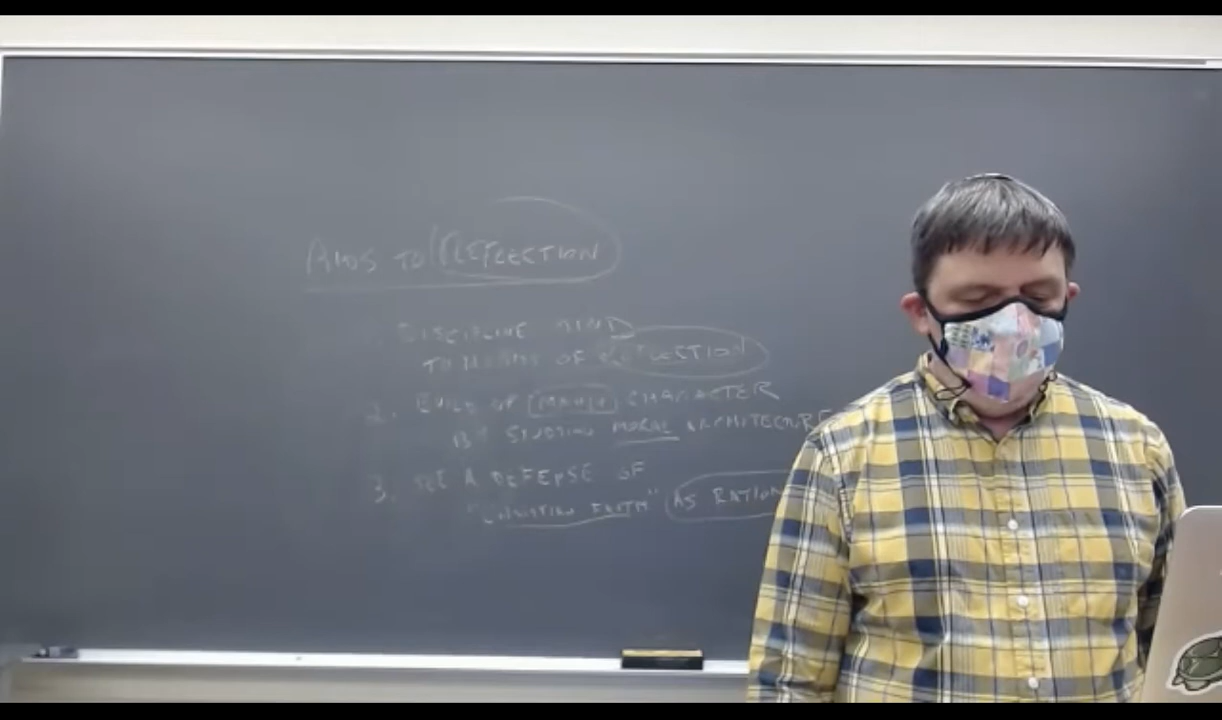 AIDS TO REFLECTION
DISCIPLINE MIND
TO HABITS OF REFLECTION
2. BUILD UP CHARACTER
BY STUDYING MORAL ARCHITECTURE
3. SEE A DEFENSE OF
"CHRISTIAN FAITH" AS RATION